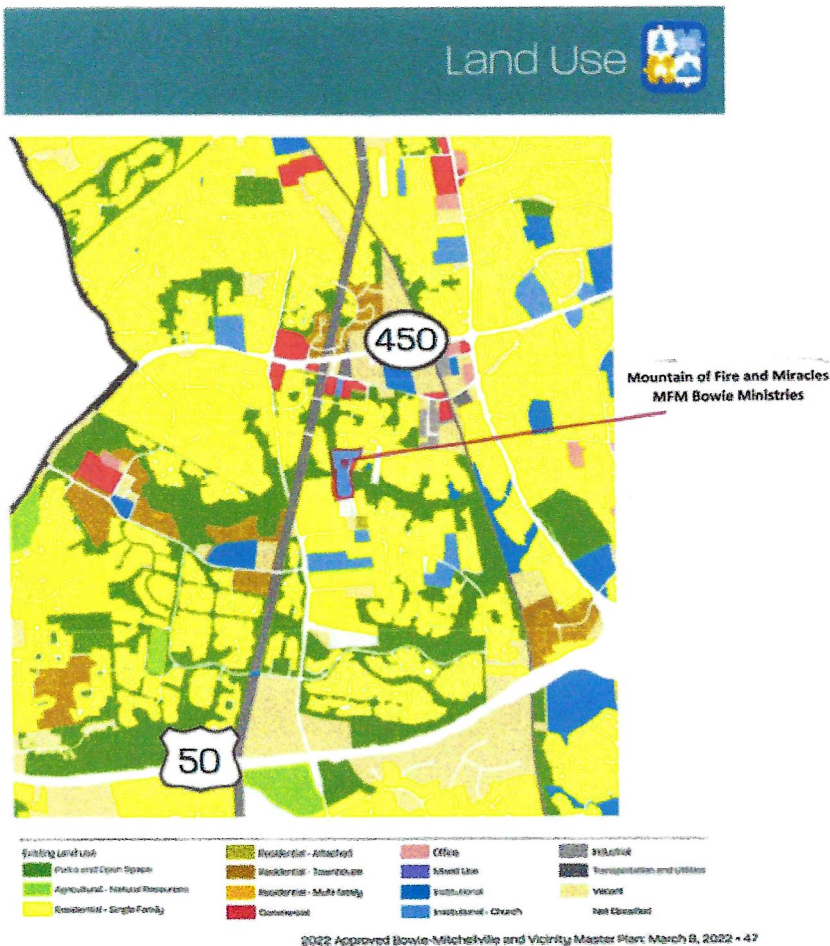 Land Use
450
Mountain of Fire and Miracles
MFM Bowie Ministries
50
Existing Land Use
Parks and Open Space
Agricultural - Natural Resources
Residential - Single Family
Residential - Attached
Residential - Townhouse
Residential - Multi-family
Commercial
Office
Mixed Use
Institutional
Institutional - Church
Industrial
Transportation and Utilities
Vacant
Not Classified
2022 Approved Bowie-Mitchellville and Vicinity Master Plan: March 8, 2022 • 47